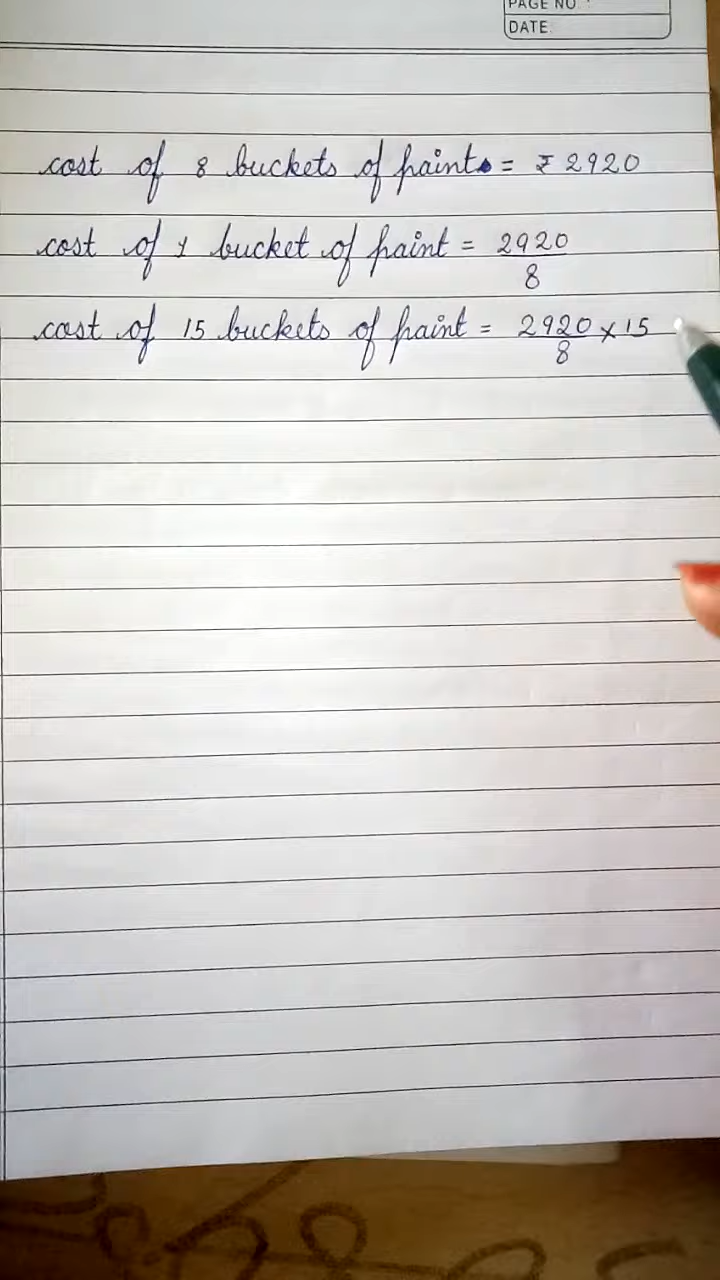 PAGE NO :
DATE:
cost of 8 buckets of paint = ₹ 2920
cost of 1 bucket of paint = 2920
8
cost of 15 buckets of paint = 2920 × 15
8